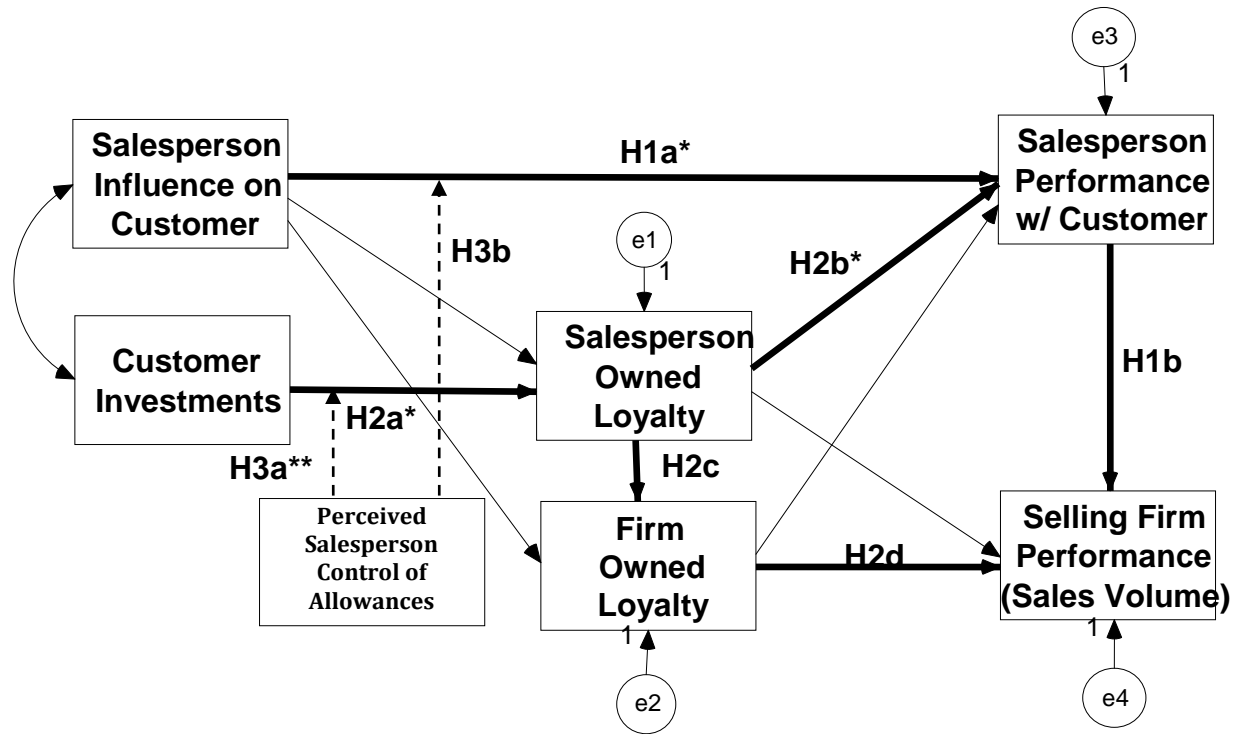 e3
1
Salesperson
Influence on
Customer
H1a*
Salesperson
Performance
w/ Customer
H3b
e1
1
H2b*
Customer
Investments
Salesperson
Owned
Loyalty
H1b
H2a*
H3a**
H2c
Perceived
Salesperson
Control of
Allowances
Firm
Owned
Loyalty
H2d
Selling Firm
Performance
(Sales Volume)
1
1
e2
e4